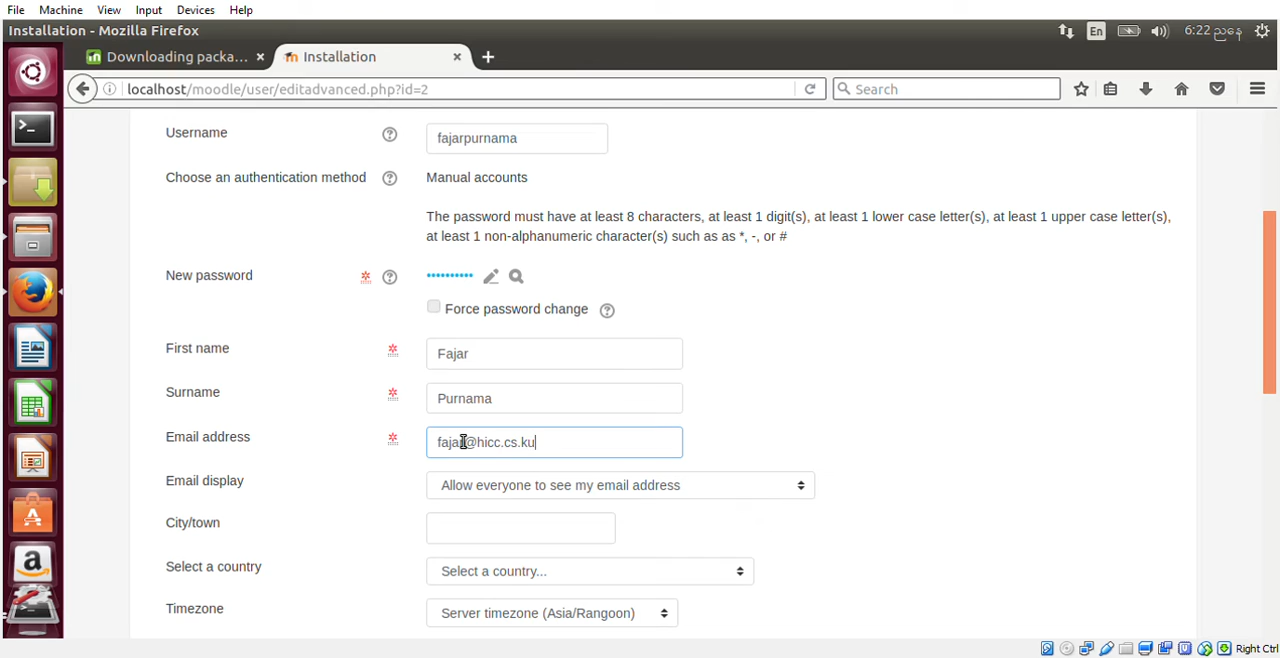 File Machine View Input Devices Help
Installation - Mozilla Firefox
En
6:22 ညနေ
Downloading packa...
Installation
localhost/moodle/user/editadvanced.php?id=2
Search
Username
fajarpurnama
Choose an authentication method
Manual accounts
The password must have at least 8 characters, at least 1 digit(s), at least 1 lower case letter(s), at least 1 upper case letter(s),
at least 1 non-alphanumeric character(s) such as as *, -, or #
New password
••••••••••
Force password change
First name
Fajar
Surname
Purnama
Email address
fajar@hicc.cs.ku
Email display
Allow everyone to see my email address
City/town
Select a country
Select a country...
Timezone
Server timezone (Asia/Rangoon)
Right Ctrl